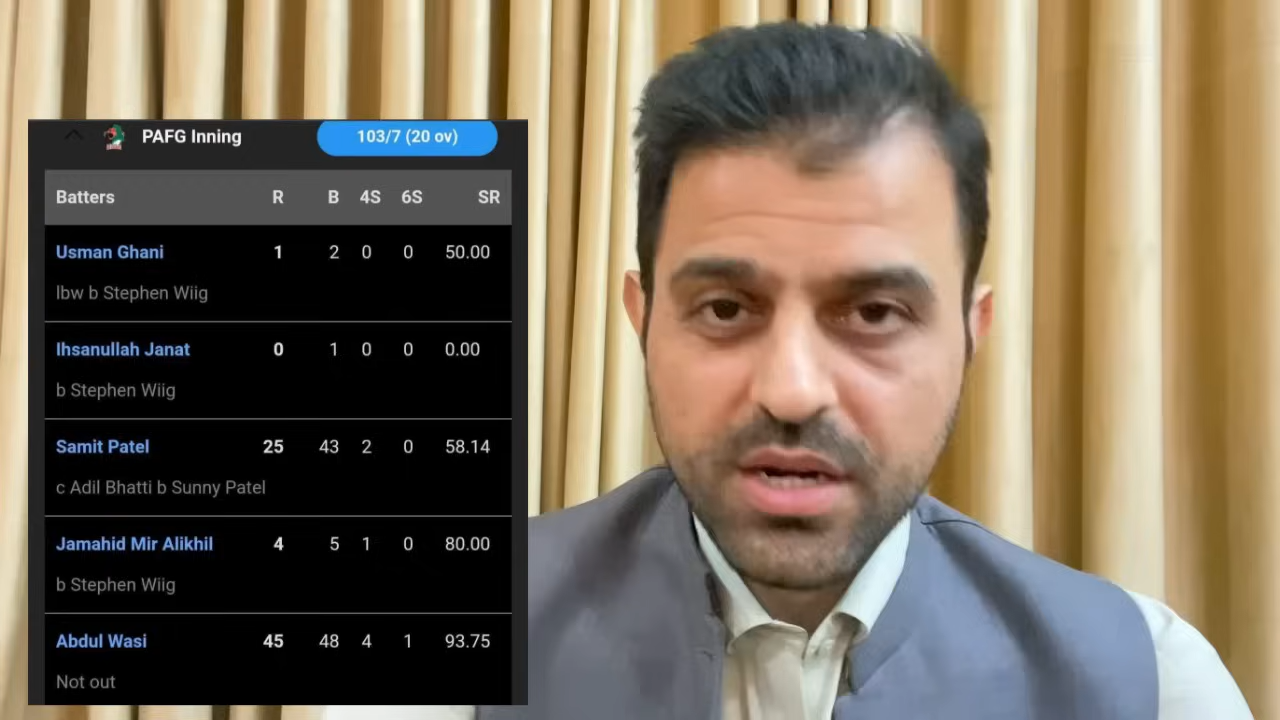 PAFG Inning 103/7 (20 ov)
Batters R B 4S 6S SR
Usman Ghani 1 2 0 0 50.00
lbw b Stephen Wiig
Ihsanullah Janat 0 1 0 0 0.00
b Stephen Wiig
Samit Patel 25 43 2 0 58.14
c Adil Bhatti b Sunny Patel
Jamahid Mir Alikhil 4 5 1 0 80.00
b Stephen Wiig
Abdul Wasi 45 48 4 1 93.75
Not out